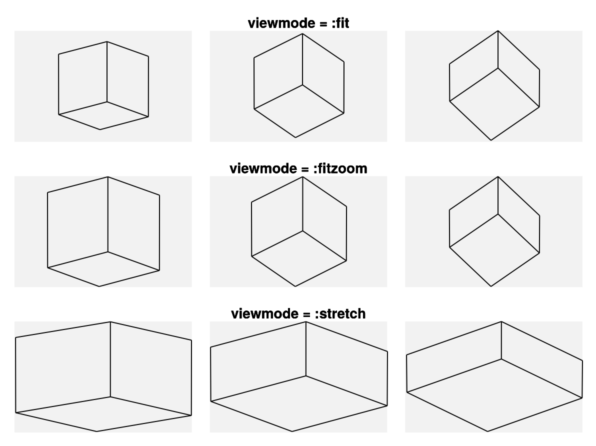 viewmode = :fit
viewmode = :fitzoom
viewmode = :stretch